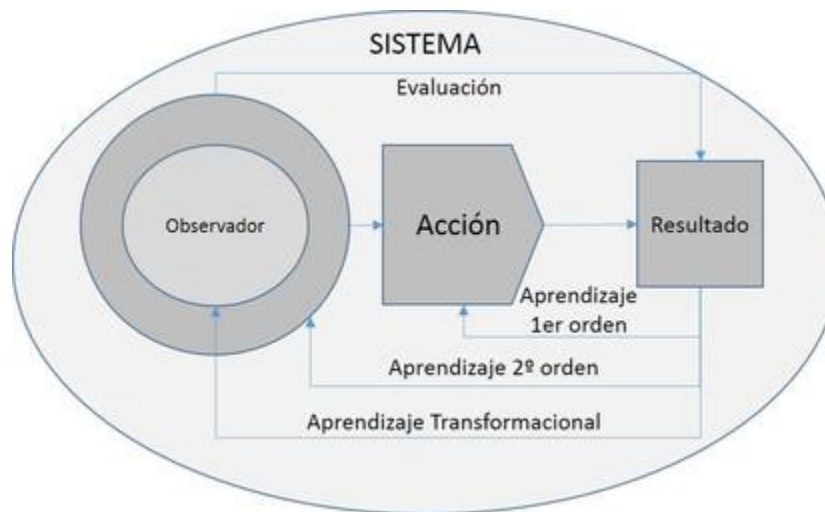 SISTEMA
Evaluación
Observador
Acción
Resultado
Aprendizaje
1er orden
Aprendizaje 2º orden
Aprendizaje Transformacional